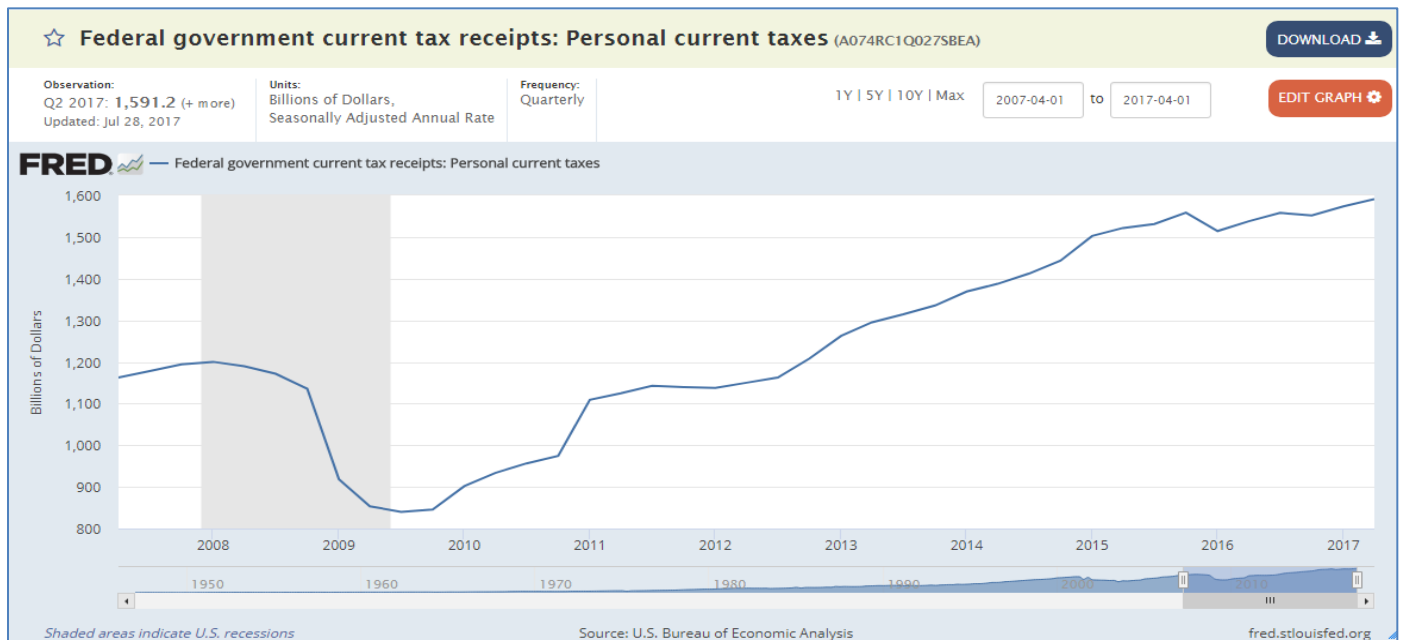 ☆ Federal government current tax receipts: Personal current taxes (A074RC1Q027SBEA)
DOWNLOAD
Observation:
Q2 2017: 1,591.2 (+ more)
Updated: Jul 28, 2017
Units:
Billions of Dollars,
Seasonally Adjusted Annual Rate
Frequency:
Quarterly
1Y | 5Y | 10Y | Max
2007-04-01 to 2017-04-01
EDIT GRAPH
FRED
— Federal government current tax receipts: Personal current taxes
Billions of Dollars
1,600
1,500
1,400
1,300
1,200
1,100
1,000
900
800
2008 2009 2010 2011 2012 2013 2014 2015 2016 2017
1950 1960 1970 1980 1990 2000 2010
Shaded areas indicate U.S. recessions
Source: U.S. Bureau of Economic Analysis
fred.stlouisfed.org